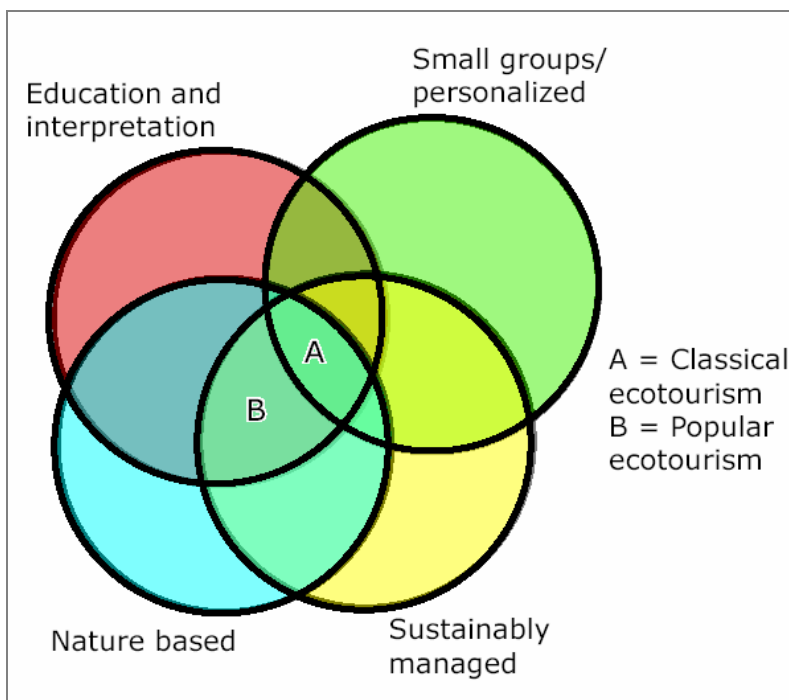 Small groups/
personalized
Education and
interpretation
A
B
A = Classical
ecotourism
B = Popular
ecotourism
Nature based
Sustainably
managed